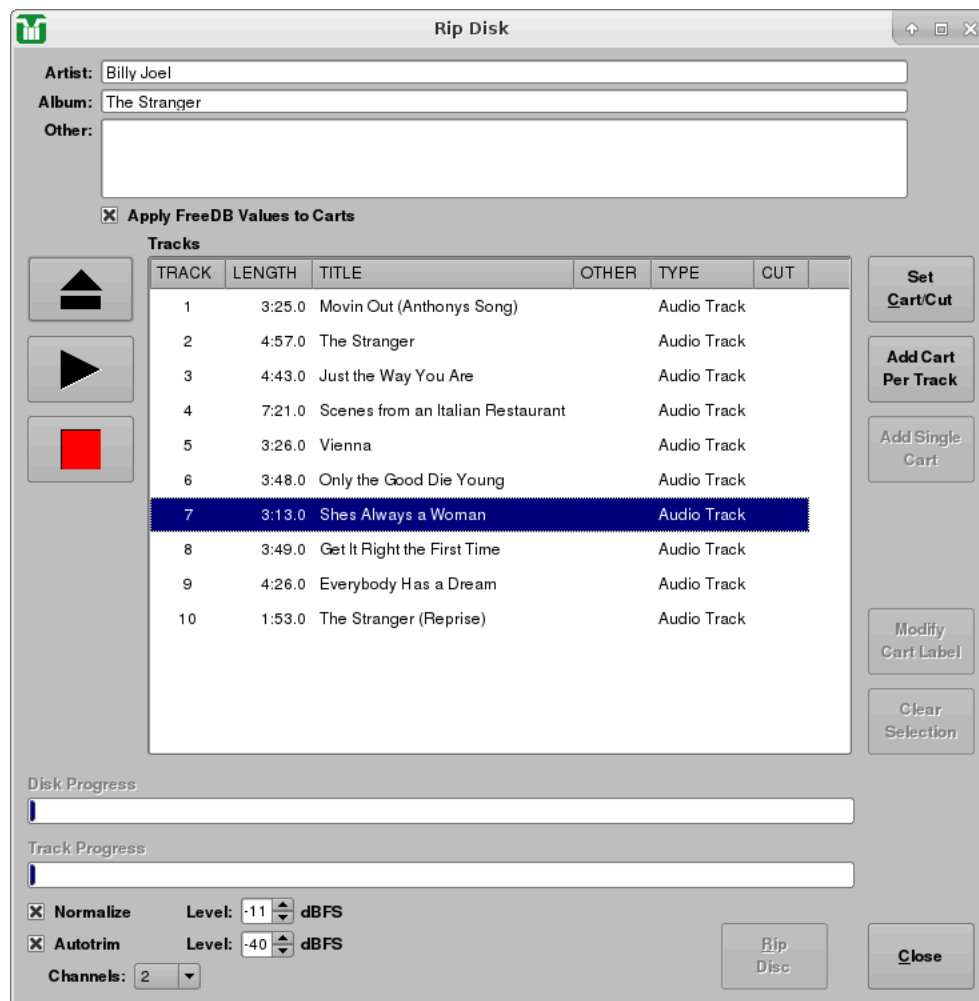 Rip Disk
Artist: Billy Joel
Album: The Stranger
Other:
Apply FreeDB Values to Carts
Tracks
TRACK LENGTH TITLE OTHER TYPE CUT
1 3:25.0 Movin Out (Anthonys Song) Audio Track
2 4:57.0 The Stranger Audio Track
3 4:43.0 Just the Way You Are Audio Track
4 7:21.0 Scenes from an Italian Restaurant Audio Track
5 3:26.0 Vienna Audio Track
6 3:48.0 Only the Good Die Young Audio Track
7 3:13.0 Shes Always a Woman Audio Track
8 3:49.0 Get It Right the First Time Audio Track
9 4:26.0 Everybody Has a Dream Audio Track
10 1:53.0 The Stranger (Reprise) Audio Track
Set
Cart/Cut
Add Cart
Per Track
Add Single
Cart
Modify
Cart Label
Clear
Selection
Disk Progress
Track Progress
Normalize Level: -11 dBFS
Autotrim Level: -40 dBFS
Channels: 2
Rip
Disc
Close